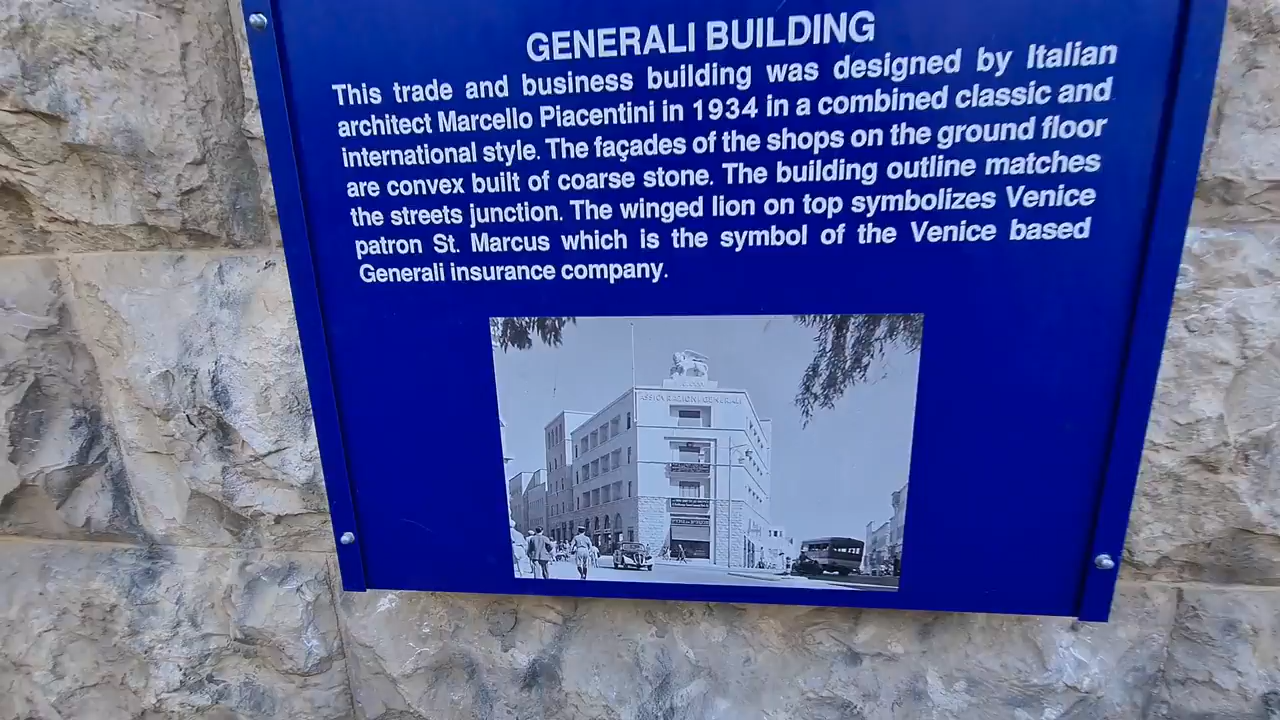 GENERALI BUILDING
This trade and business building was designed by Italian
architect Marcello Piacentini in 1934 in a combined classic and
international style. The façades of the shops on the ground floor
are convex built of coarse stone. The building outline matches
the streets junction. The winged lion on top symbolizes Venice
patron St. Marcus which is the symbol of the Venice based
Generali insurance company.
ASSICURAZIONI GENERALI